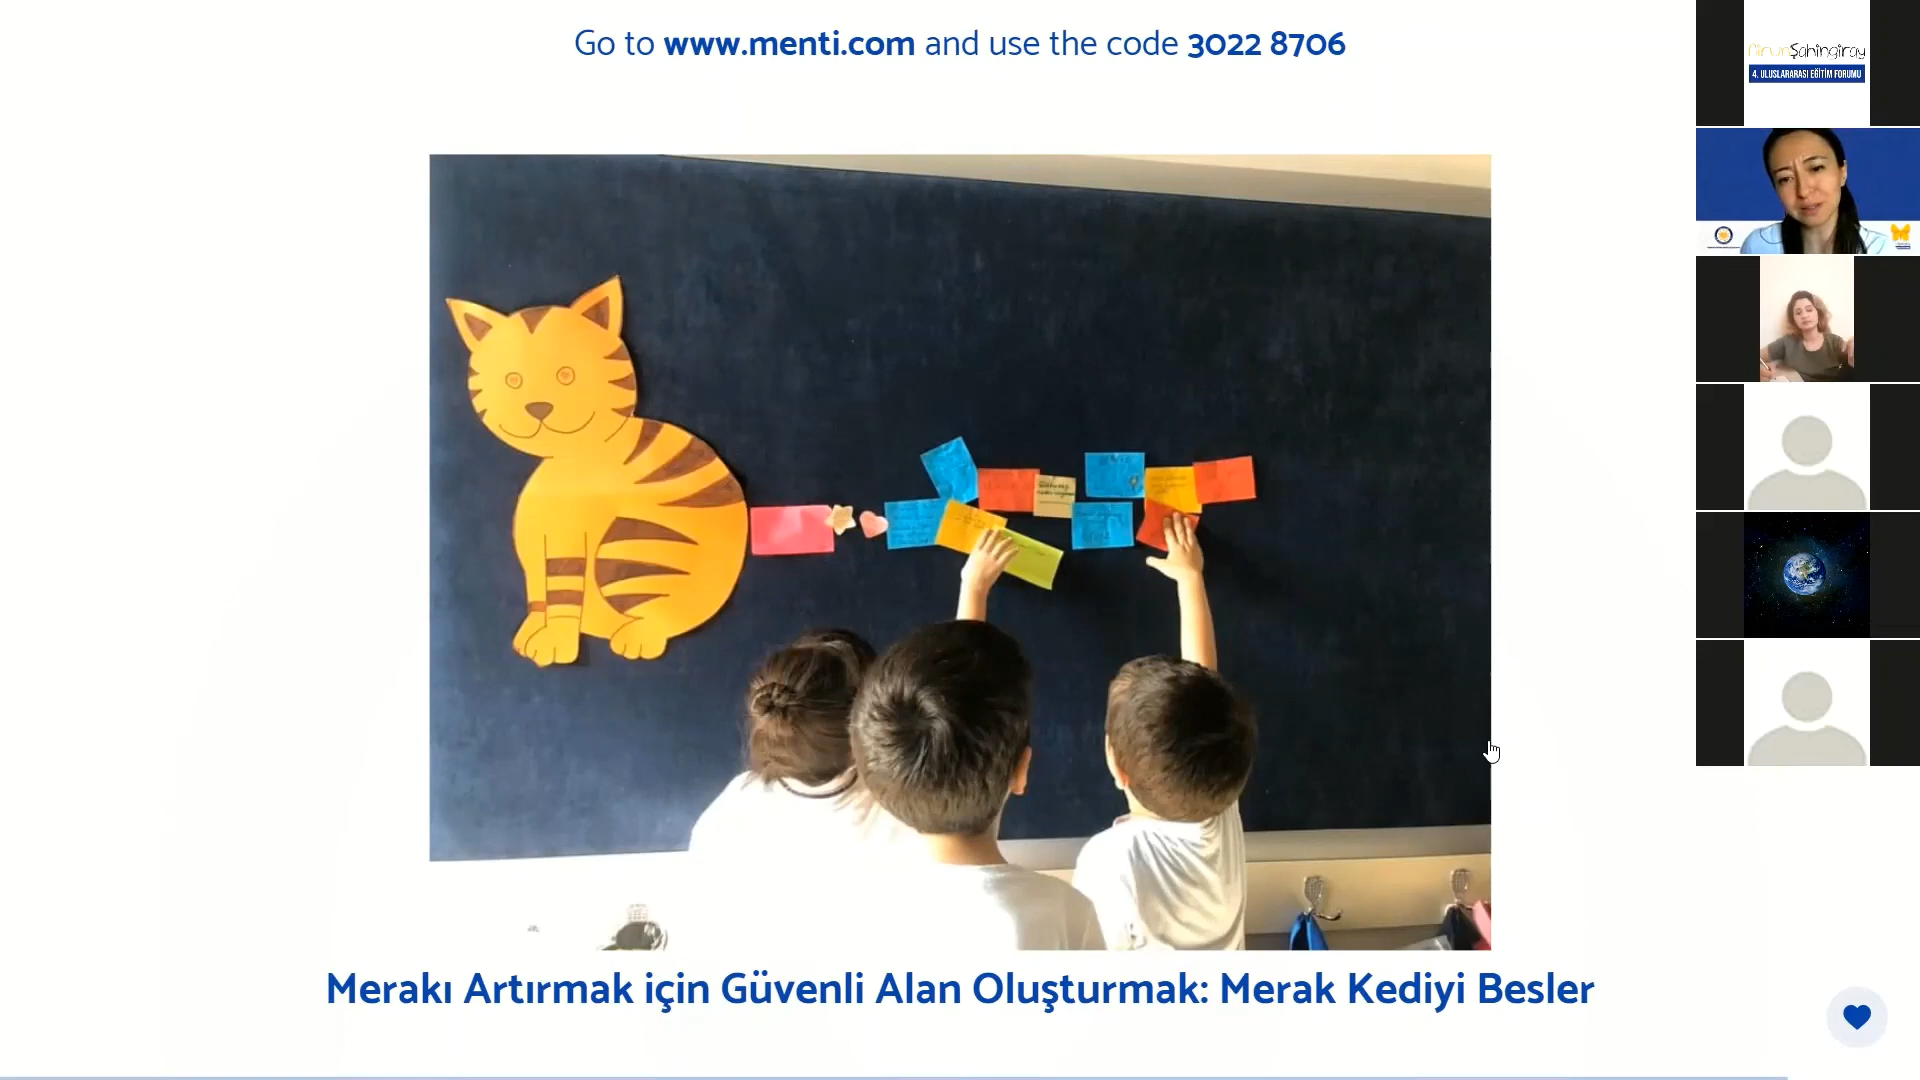 Go to www.menti.com and use the code 3022 8706
NirunŞahingiray
4. ULUSLARARASI EĞİTİM FORUMU
Merakı Artırmak için Güvenli Alan Oluşturmak: Merak Kediyi Besler